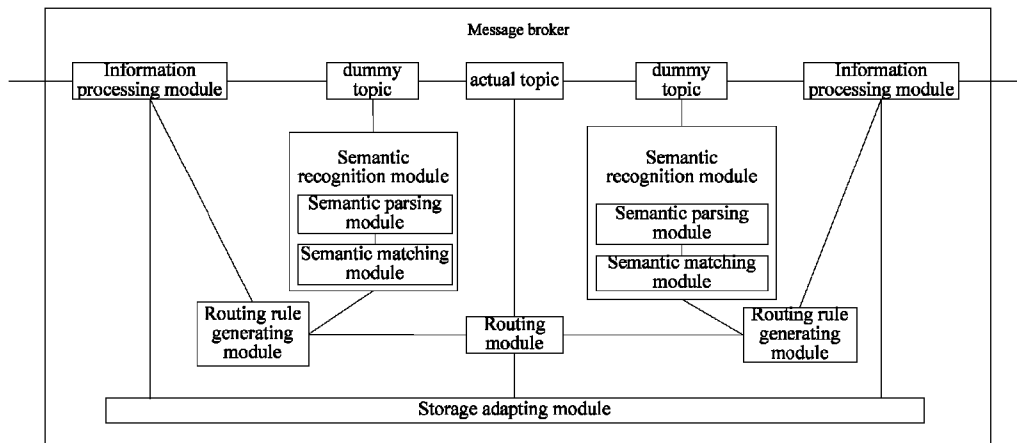 Message broker
Information
processing module
dummy
topic
actual topic
dummy
topic
Information
processing module
Semantic
recognition module
Semantic parsing
module
Semantic matching
module
Semantic
recognition module
Semantic parsing
module
Semantic matching
module
Routing rule
generating
module
Routing
module
Routing rule
generating
module
Storage adapting module